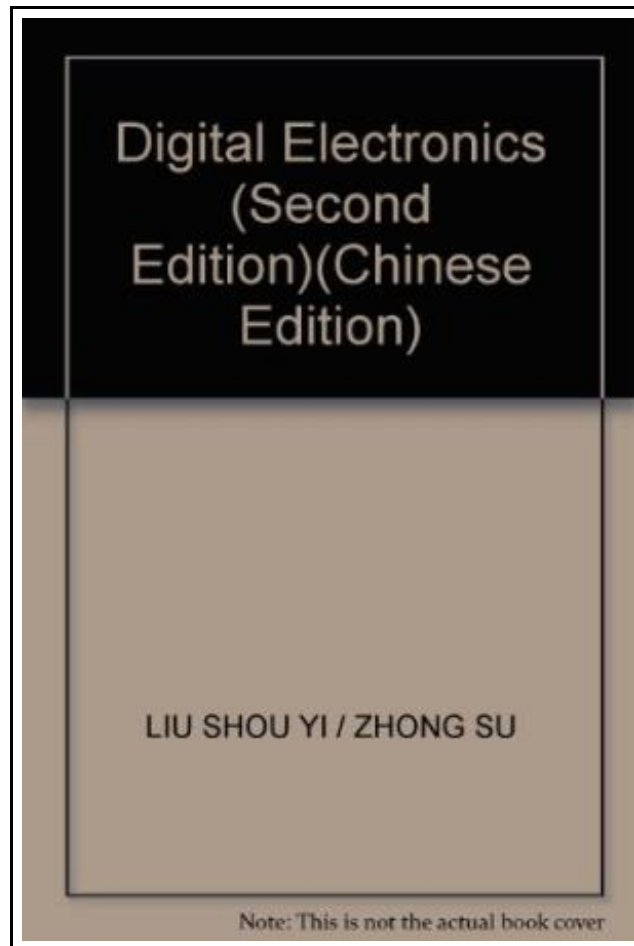 Digital Electronics
(Second
Edition)(Chinese
Edition)
LIU SHOU YI / ZHONG SU
Note: This is not the actual book cover